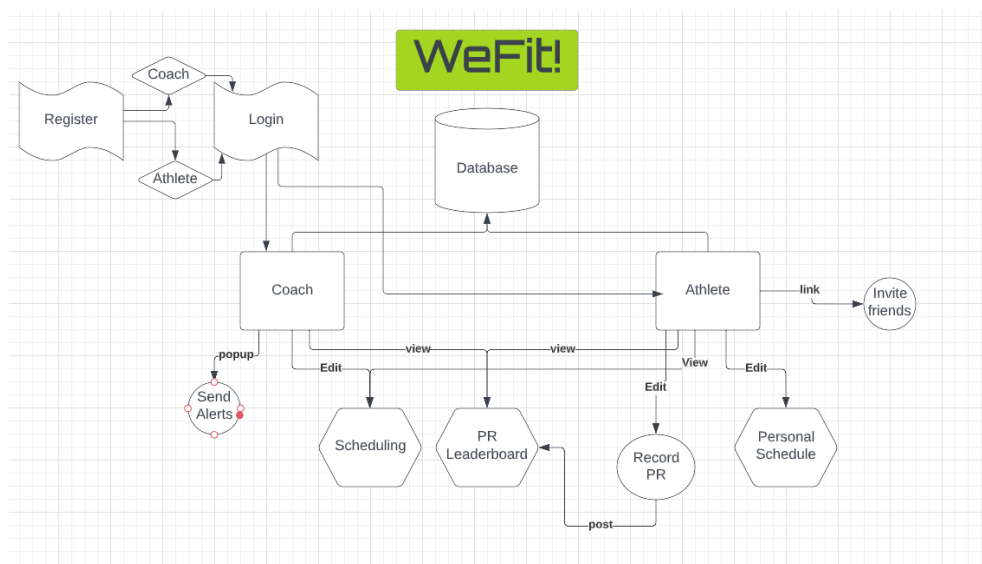 WeFit!
Coach
Register
Login
Athlete
Database
Coach
Athlete
link
Invite
friends
popup
view
view
Edit
View
Edit
Edit
Send
Alerts
Scheduling
PR
Leaderboard
Record
PR
Personal
Schedule
post